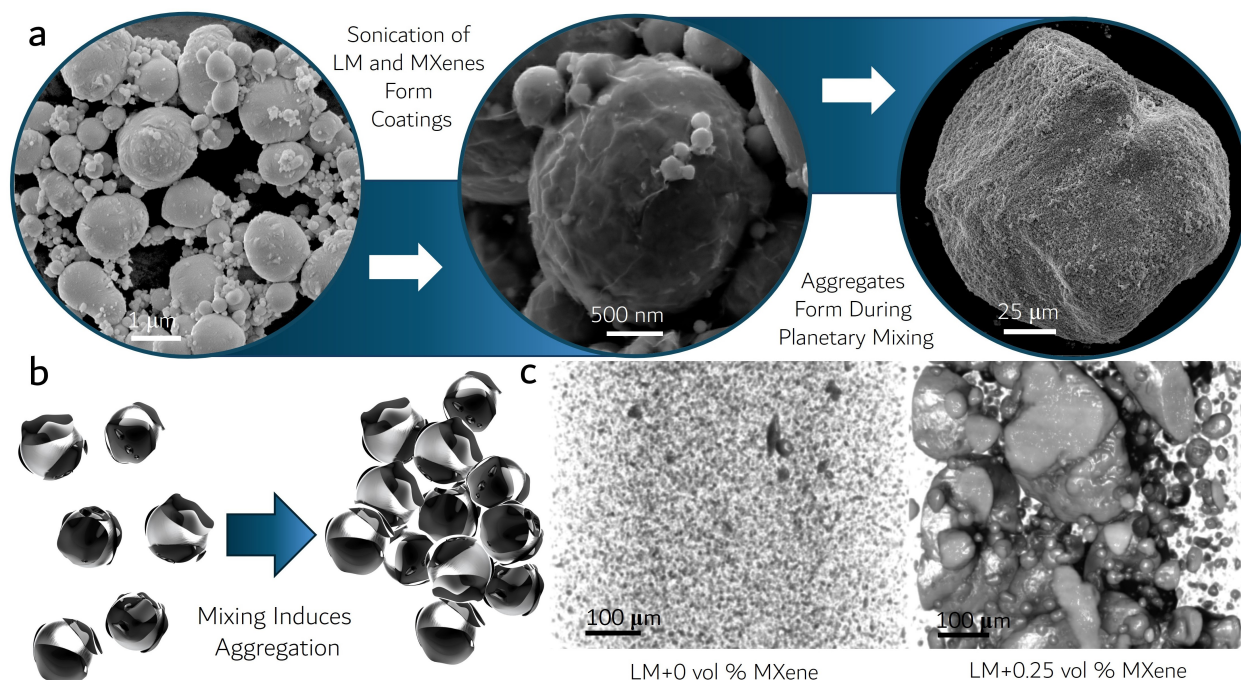 a
Sonication of
LM and MXenes
Form
Coatings
1 μm
500 nm
Aggregates
Form During
Planetary Mixing
25 μm
b
Mixing Induces
Aggregation
c
100 μm
100 μm
LM+0 vol % MXene
LM+0.25 vol % MXene